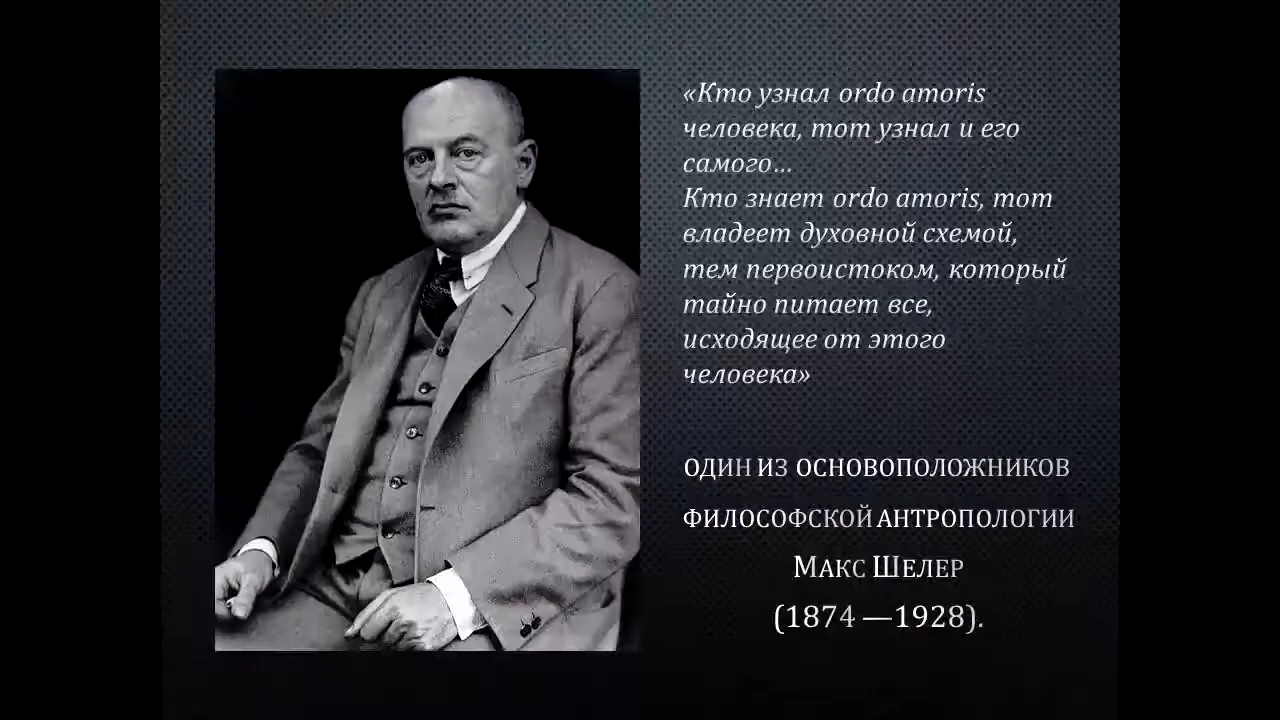 «Кто узнал ordo amoris
человека, тот узнал и его
самого...
Кто знает ordo amoris, тот
владеет духовной схемой,
тем первоистоком, который
тайно питает все,
исходящее от этого
человека»
ОДИН ИЗ ОСНОВОПОЛОЖНИКОВ
ФИЛОСОФСКОЙ АНТРОПОЛОГИИ
МАКС ШЕЛЕР
(1874 —1928).